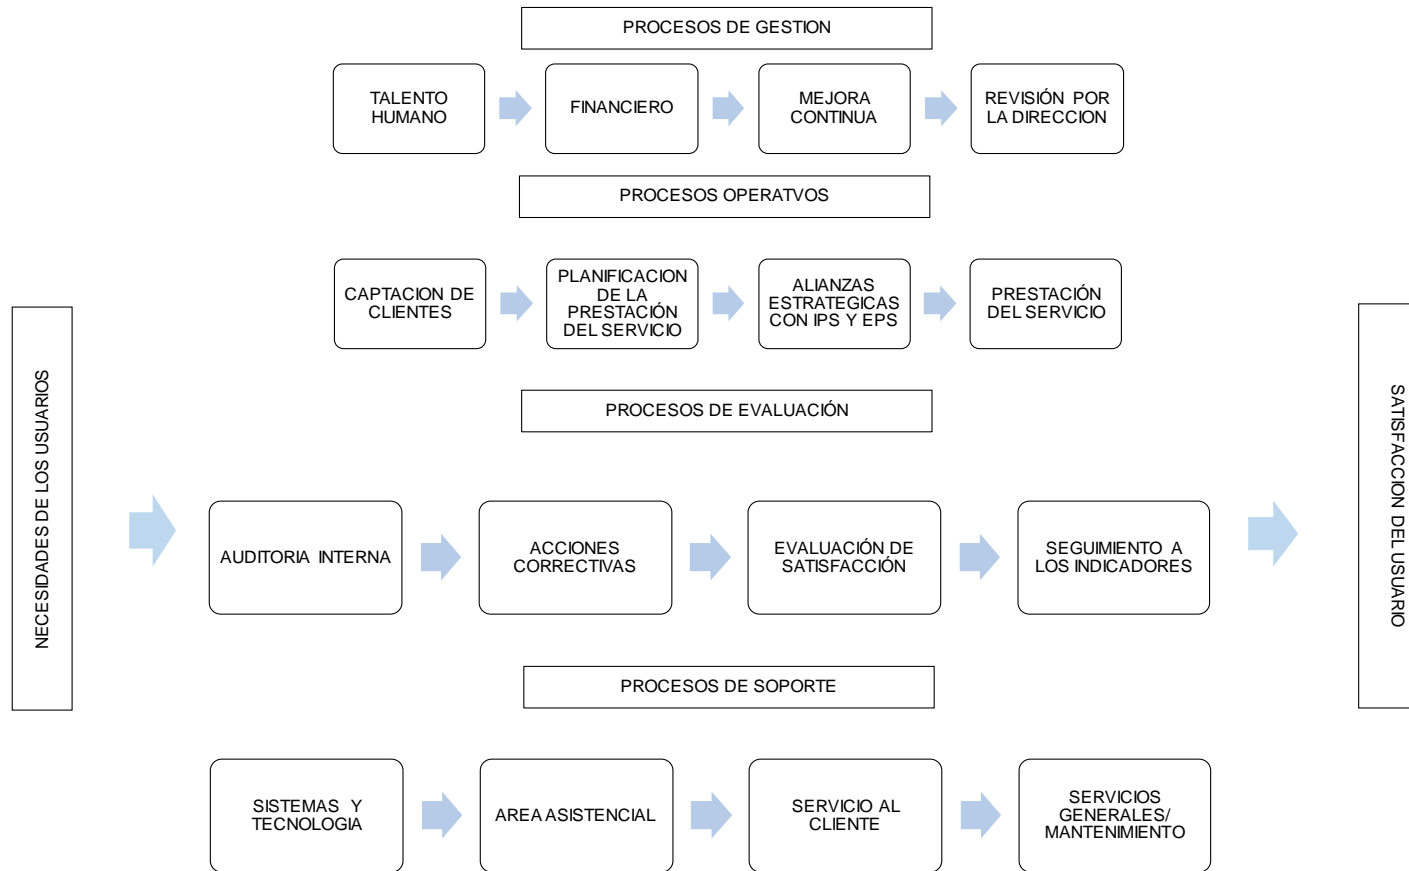 PROCESOS DE GESTION
TALENTO
HUMANO
FINANCIERO
MEJORA
CONTINUA
REVISIÓN POR
LA DIRECCION
PROCESOS OPERATVOS
CAPTACION DE
CLIENTES
PLANIFICACION
DE LA
PRESTACIÓN
DEL SERVICIO
ALIANZAS
ESTRATEGICAS
CON IPS Y EPS
PRESTACIÓN
DEL SERVICIO
NECESIDADES DE LOS USUARIOS
PROCESOS DE EVALUACIÓN
AUDITORIA INTERNA
ACCIONES
CORRECTIVAS
EVALUACIÓN DE
SATISFACCIÓN
SEGUIMIENTO A
LOS INDICADORES
SATISFACCION DEL USUARIO
PROCESOS DE SOPORTE
SISTEMAS Y
TECNOLOGIA
AREA ASISTENCIAL
SERVICIO AL
CLIENTE
SERVICIOS
GENERALES/
MANTENIMIENTO